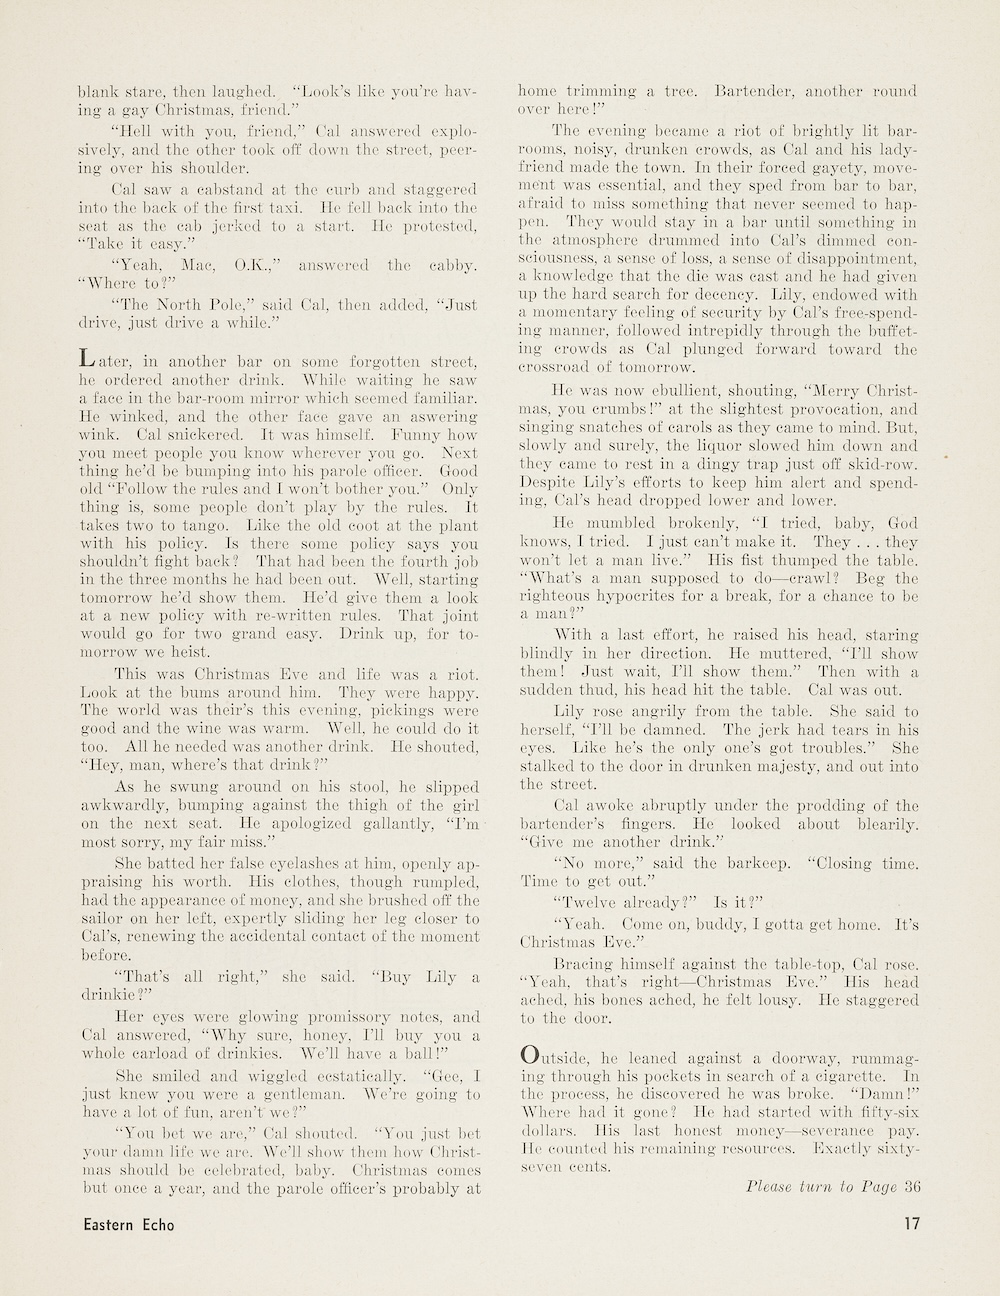 blank stare, then laughed. “Look’s like you’re hav-
ing a gay Christmas, friend.”
“Hell with you, friend,” Cal answered explo-
sively, and the other took off down the street, peer-
ing over his shoulder.
Cal saw a cabstand at the curb and staggered
into the back of the first taxi. He fell back into the
seat as the cab jerked to a start. He protested,
“Take it easy.”
“Yeah, Mac, O.K.,” answered the cabby.
“Where to?”
“The North Pole,” said Cal, then added, “Just
drive, just drive a while.”
Later, in another bar on some forgotten street,
he ordered another drink. While waiting he saw
a face in the bar-room mirror which seemed familiar.
He winked, and the other face gave an aswering
wink. Cal snickered. It was himself. Funny how
you meet people you know wherever you go. Next
thing he’d be bumping into his parole officer. Good
old “Follow the rules and I won’t bother you.” Only
thing is, some people don’t play by the rules. It
takes two to tango. Like the old coot at the plant
with his policy. Is there some policy says you
shouldn’t fight back? That had been the fourth job
in the three months he had been out. Well, starting
tomorrow he’d show them. He’d give them a look
at a new policy with re-written rules. That joint
would go for two grand easy. Drink up, for to-
morrow we heist.
This was Christmas Eve and life was a riot.
Look at the bums around him. They were happy.
The world was their’s this evening, pickings were
good and the wine was warm. Well, he could do it
too. All he needed was another drink. He shouted,
“Hey, man, where’s that drink?”
As he swung around on his stool, he slipped
awkwardly, bumping against the thigh of the girl
on the next seat. He apologized gallantly, “I’m
most sorry, my fair miss.”
She batted her false eyelashes at him, openly ap-
praising his worth. His clothes, though rumpled,
had the appearance of money, and she brushed off the
sailor on her left, expertly sliding her leg closer to
Cal’s, renewing the accidental contact of the moment
before.
“That’s all right,” she said. “Buy Lily a
drinkie?”
Her eyes were glowing promissory notes, and
Cal answered, “Why sure, honey, I’ll buy you a
whole carload of drinkies. We’ll have a ball!”
She smiled and wiggled ecstatically. “Gee, I
just knew you were a gentleman. We’re going to
have a lot of fun, aren’t we?”
“You bet we are,” Cal shouted. “You just bet
your damn life we are. We’ll show them how Christ-
mas should be celebrated, baby. Christmas comes
but once a year, and the parole officer’s probably at
home trimming a tree. Bartender, another round
over here!”
The evening became a riot of brightly lit bar-
rooms, noisy, drunken crowds, as Cal and his lady-
friend made the town. In their forced gayety, move-
ment was essential, and they sped from bar to bar,
afraid to miss something that never seemed to hap-
pen. They would stay in a bar until something in
the atmosphere drummed into Cal’s dimmed con-
sciousness, a sense of loss, a sense of disappointment,
a knowledge that the die was cast and he had given
up the hard search for decency. Lily, endowed with
a momentary feeling of security by Cal’s free-spend-
ing manner, followed intrepidly through the buffet-
ing crowds as Cal plunged forward toward the
crossroad of tomorrow.
He was now ebullient, shouting, “Merry Christ-
mas, you crumbs!” at the slightest provocation, and
singing snatches of carols as they came to mind. But,
slowly and surely, the liquor slowed him down and
they came to rest in a dingy trap just off skid-row.
Despite Lily’s efforts to keep him alert and spend-
ing, Cal’s head dropped lower and lower.
He mumbled brokenly, “I tried, baby, God
knows, I tried. I just can’t make it. They . . . they
won’t let a man live.” His fist thumped the table.
“What’s a man supposed to do—crawl? Beg the
righteous hypocrites for a break, for a chance to be
a man?”
With a last effort, he raised his head, staring
blindly in her direction. He muttered, “I’ll show
them! Just wait, I’ll show them.” Then with a
sudden thud, his head hit the table. Cal was out.
Lily rose angrily from the table. She said to
herself, “I’ll be damned. The jerk had tears in his
eyes. Like he’s the only one’s got troubles.” She
stalked to the door in drunken majesty, and out into
the street.
Cal awoke abruptly under the prodding of the
bartender’s fingers. He looked about blearily.
“Give me another drink.”
“No more,” said the barkeep. “Closing time.
Time to get out.”
“Twelve already?” Is it?”
“Yeah. Come on, buddy, I gotta get home. It’s
Christmas Eve.”
Bracing himself against the table-top, Cal rose.
“Yeah, that’s right—Christmas Eve.” His head
ached, his bones ached, he felt lousy. He staggered
to the door.
Outside, he leaned against a doorway, rummag-
ing through his pockets in search of a cigarette. In
the process, he discovered he was broke. “Damn!”
Where had it gone? He had started with fifty-six
dollars. His last honest money—severance pay.
He counted his remaining resources. Exactly sixty-
seven cents.
Please turn to Page 36
Eastern Echo
17